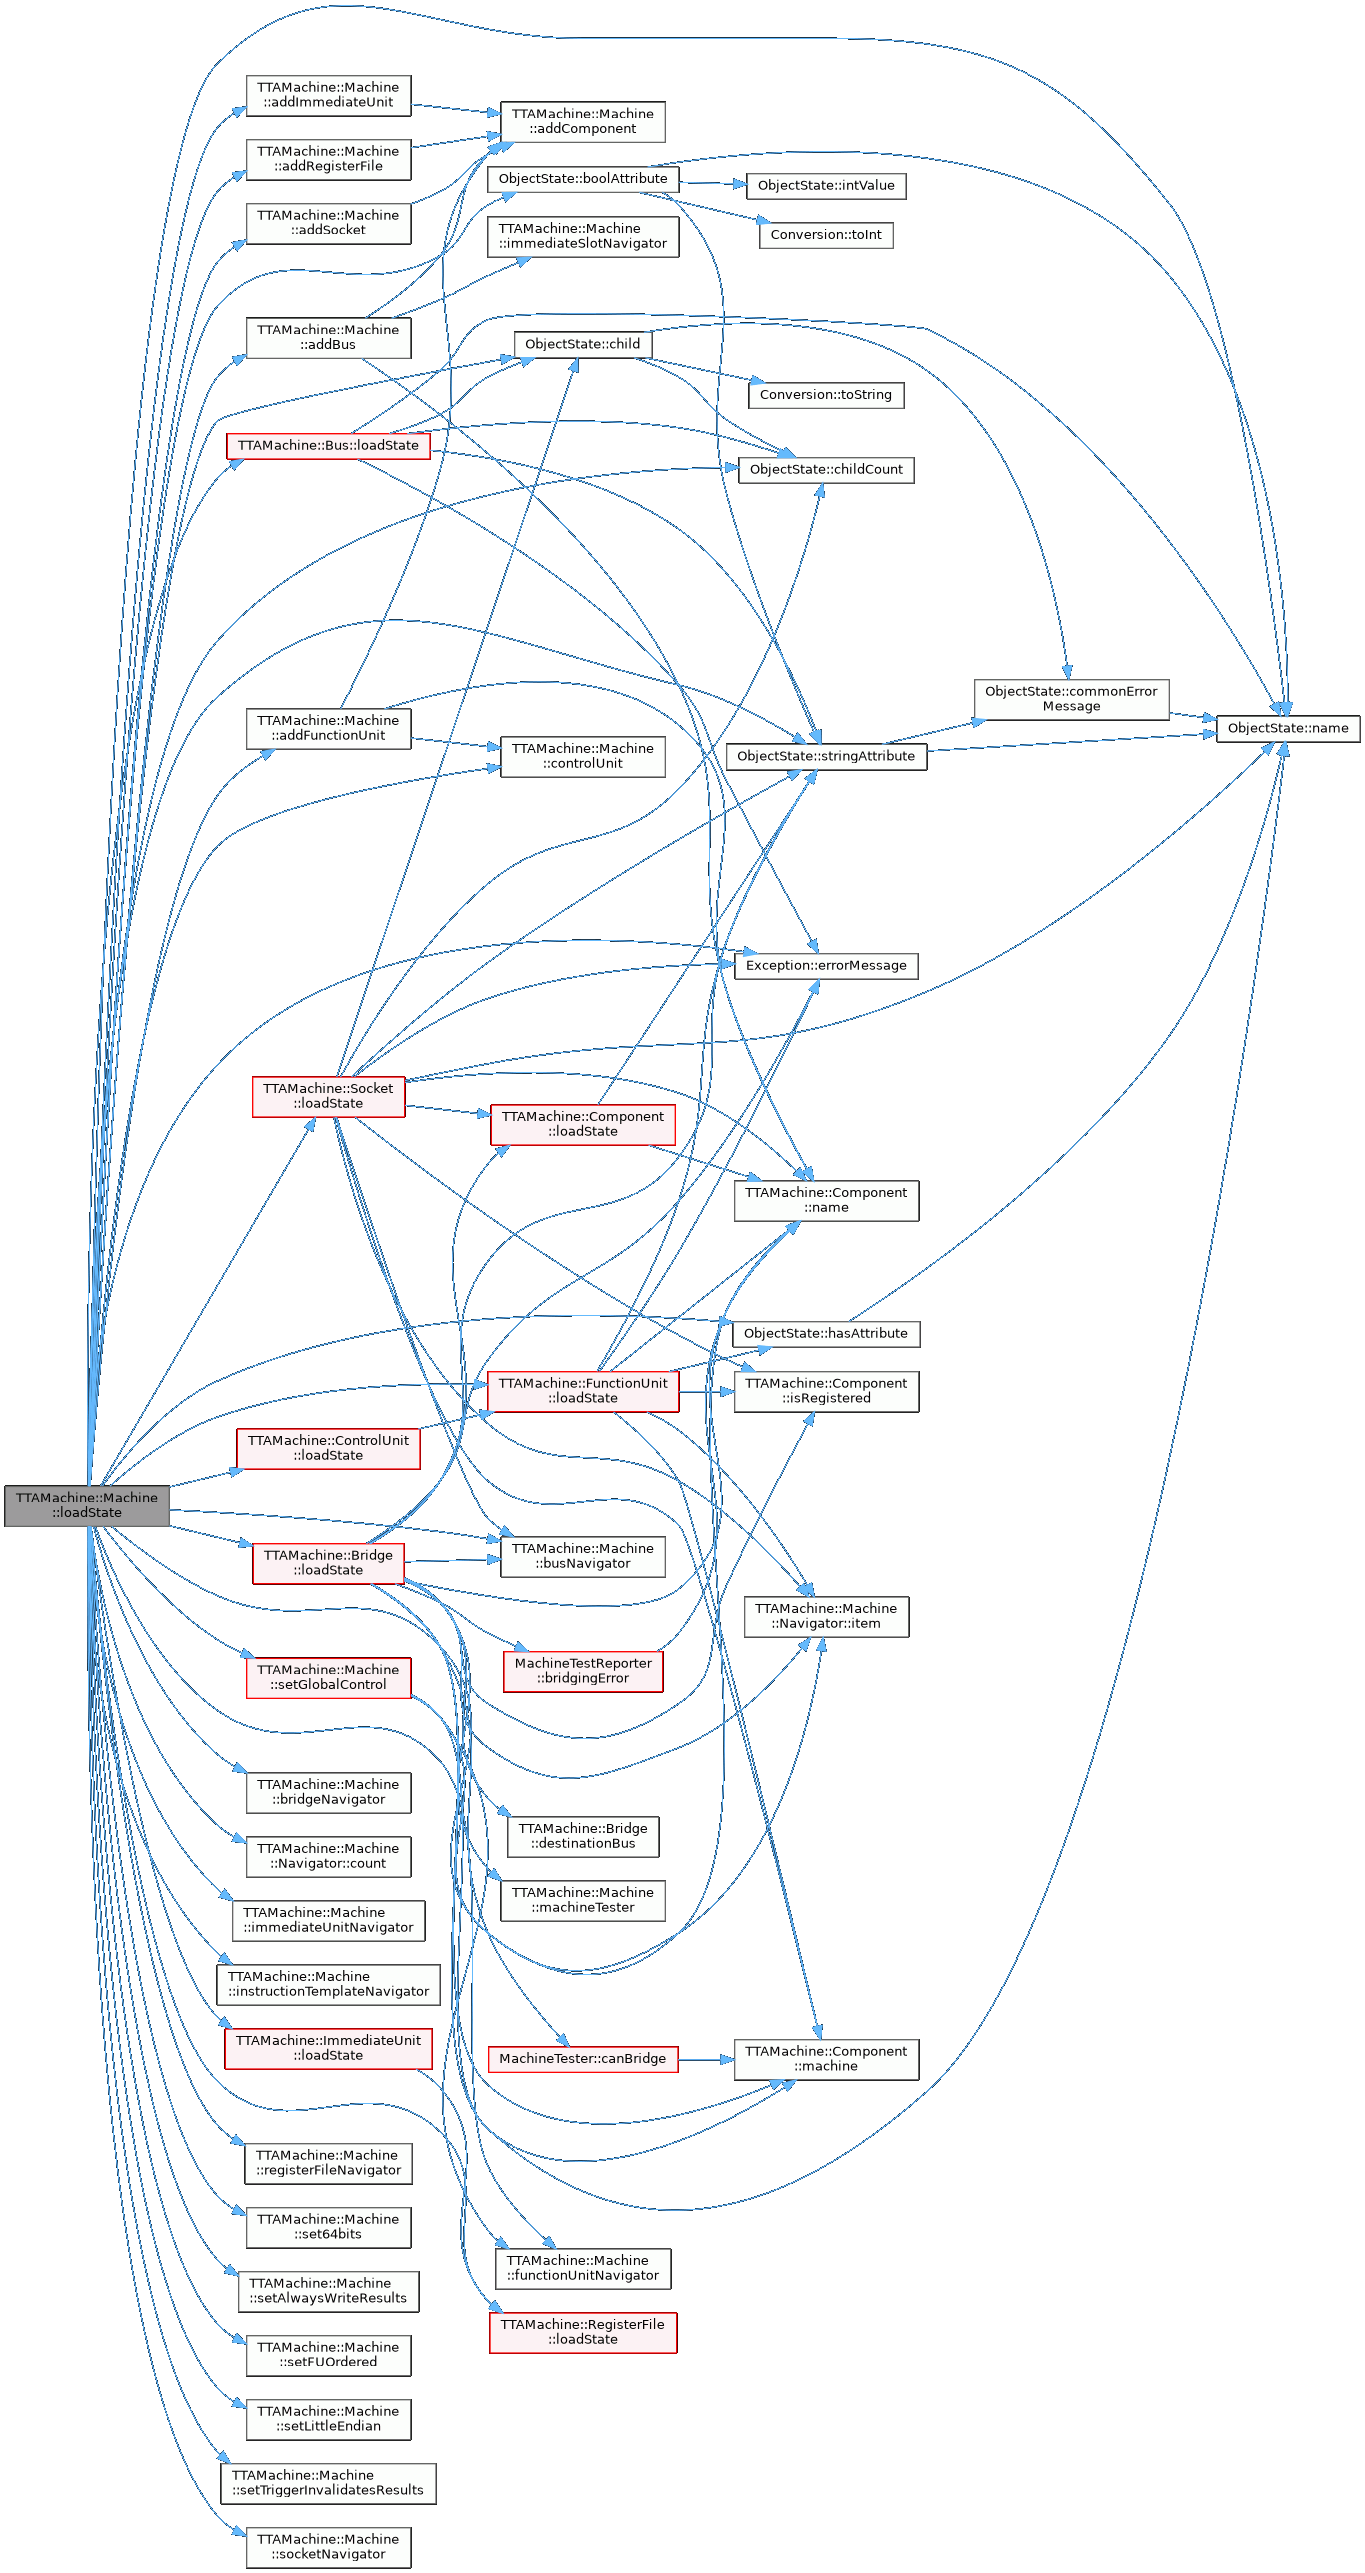 TTAMachine::Machine
::loadState
TTAMachine::Machine
::addImmediateUnit
TTAMachine::Machine
::addRegisterFile
TTAMachine::Machine
::addSocket
TTAMachine::Machine
::addBus
TTAMachine::Bus::loadState
TTAMachine::Machine
::addFunctionUnit
TTAMachine::Socket
::loadState
TTAMachine::ControlUnit
::loadState
TTAMachine::Bridge
::loadState
TTAMachine::Machine
::setGlobalControl
TTAMachine::Machine
::bridgeNavigator
TTAMachine::Machine
::Navigator::count
TTAMachine::Machine
::immediateUnitNavigator
TTAMachine::Machine
::instructionTemplateNavigator
TTAMachine::ImmediateUnit
::loadState
TTAMachine::Machine
::registerFileNavigator
TTAMachine::Machine
::set64bits
TTAMachine::Machine
::setAlwaysWriteResults
TTAMachine::Machine
::setFUOrdered
TTAMachine::Machine
::setLittleEndian
TTAMachine::Machine
::setTriggerInvalidatesResults
TTAMachine::Machine
::socketNavigator
TTAMachine::Machine
::addComponent
ObjectState::boolAttribute
TTAMachine::Machine
::immediateSlotNavigator
ObjectState::child
TTAMachine::Machine
::controlUnit
TTAMachine::Component
::loadState
TTAMachine::FunctionUnit
::loadState
TTAMachine::Machine
::busNavigator
MachineTestReporter
::bridgingError
TTAMachine::Bridge
::destinationBus
TTAMachine::Machine
::machineTester
MachineTester::canBridge
TTAMachine::Machine
::functionUnitNavigator
TTAMachine::RegisterFile
::loadState
ObjectState::intValue
Conversion::toInt
Conversion::toString
ObjectState::childCount
ObjectState::stringAttribute
Exception::errorMessage
TTAMachine::Component
::name
ObjectState::hasAttribute
TTAMachine::Component
::isRegistered
TTAMachine::Machine
::Navigator::item
TTAMachine::Component
::machine
ObjectState::commonError
Message
ObjectState::name